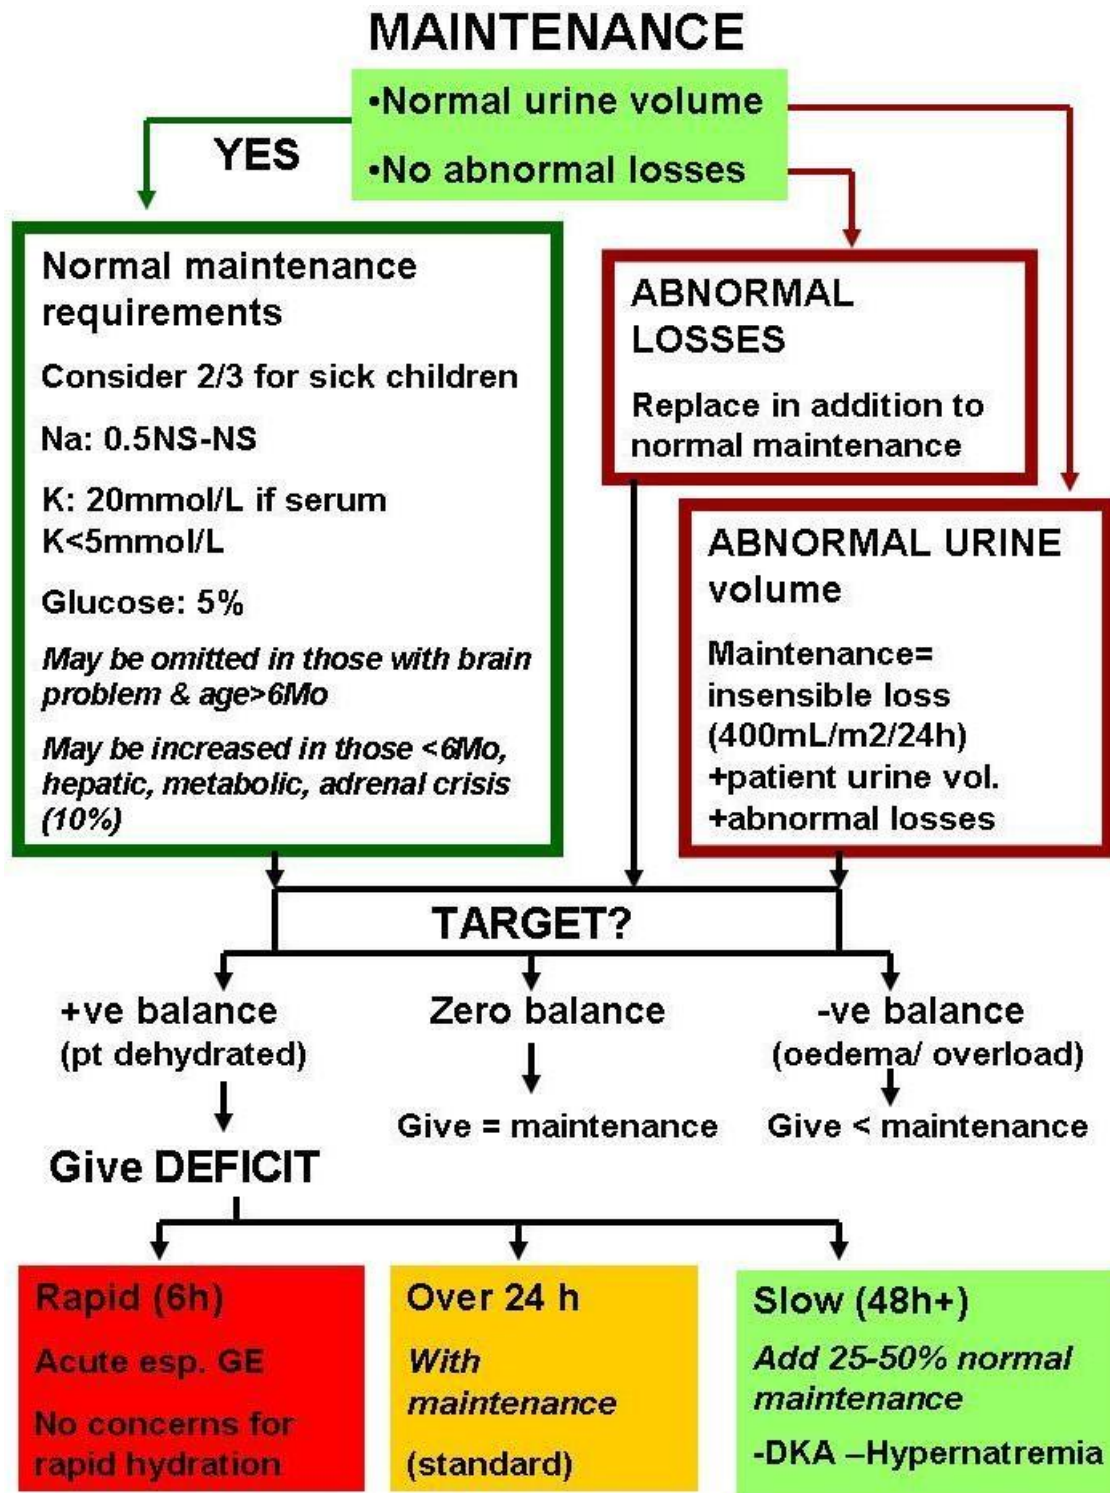 MAINTENANCE
•Normal urine volume
•No abnormal losses
YES
Normal maintenance
requirements
Consider 2/3 for sick children
Na: 0.5NS-NS
K: 20mmol/L if serum
K<5mmol/L
Glucose: 5%
May be omitted in those with brain
problem & age>6Mo
May be increased in those <6Mo,
hepatic, metabolic, adrenal crisis
(10%)
ABNORMAL
LOSSES
Replace in addition to
normal maintenance
ABNORMAL URINE
volume
Maintenance=
insensible loss
(400mL/m2/24h)
+patient urine vol.
+abnormal losses
TARGET?
+ve balance
(pt dehydrated)
Zero balance
Give = maintenance
-ve balance
(oedema/ overload)
Give < maintenance
Give DEFICIT
Rapid (6h)
Acute esp. GE
No concerns for
rapid hydration
Over 24 h
With
maintenance
(standard)
Slow (48h+)
Add 25-50% normal
maintenance
-DKA –Hypernatremia